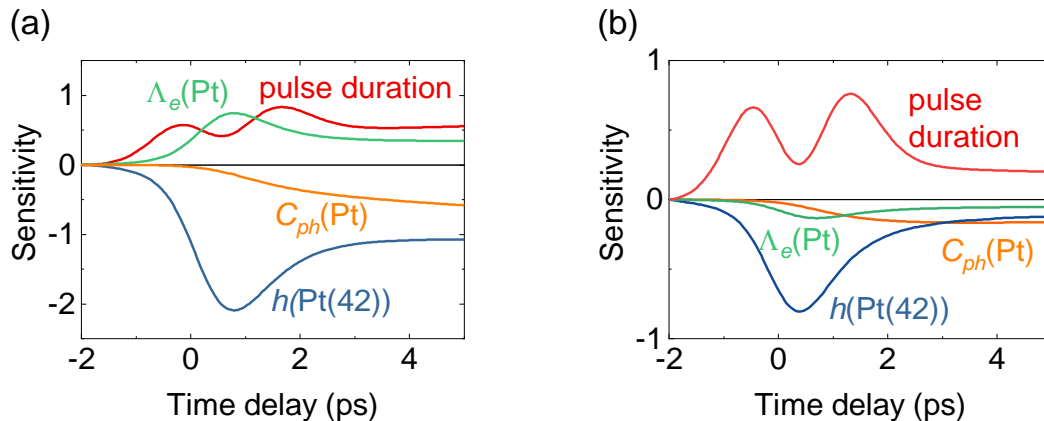 (a)
Sensitivity
1
0
-1
-2
Λe(Pt)
pulse duration
Cph(Pt)
h(Pt(42))
-2 0 2 4
Time delay (ps)
(b)
Sensitivity
1
0
-1
pulse
duration
Λe(Pt)
Cph(Pt)
h(Pt(42))
-2 0 2 4
Time delay (ps)